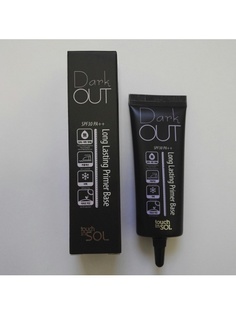 Dark
OUT
SPF30 PA++
Long Lasting Primer Base
touch in
SOL
Dark
OUT
SPF30 PA++
Long Lasting Primer Base
touch in
SOL